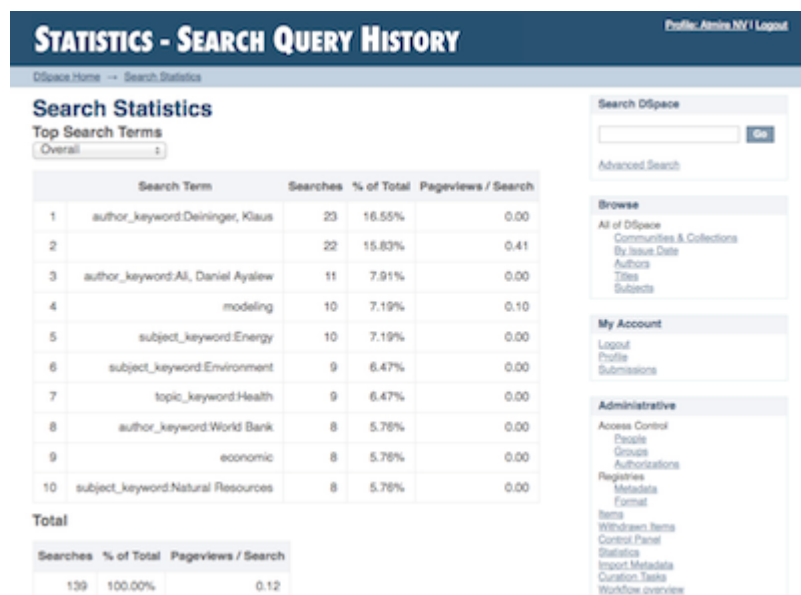 STATISTICS - SEARCH QUERY HISTORY
Profile: Atmire NV | Logout
DSpace Home → Search Statistics
Search Statistics
Top Search Terms
Overall
Search Term Searches % of Total Pageviews / Search
1 author_keyword:Deininger, Klaus 23 16.55% 0.00
2 22 15.83% 0.41
3 author_keyword:Ali, Daniel Ayalew 11 7.91% 0.00
4 modeling 10 7.19% 0.10
5 subject_keyword:Energy 10 7.19% 0.00
6 subject_keyword:Environment 9 6.47% 0.00
7 topic_keyword:Health 9 6.47% 0.00
8 author_keyword:World Bank 8 5.76% 0.00
9 economic 8 5.76% 0.00
10 subject_keyword:Natural Resources 8 5.76% 0.00
Total
Searches % of Total Pageviews / Search
139 100.00% 0.12
Search DSpace
Go
Advanced Search
Browse
All of DSpace
Communities & Collections
By Issue Date
Authors
Titles
Subjects
My Account
Logout
Profile
Submissions
Administrative
Access Control
People
Groups
Authorizations
Registries
Metadata
Format
Items
Withdrawn Items
Control Panel
Statistics
Import Metadata
Curation Tasks
Workflow overview